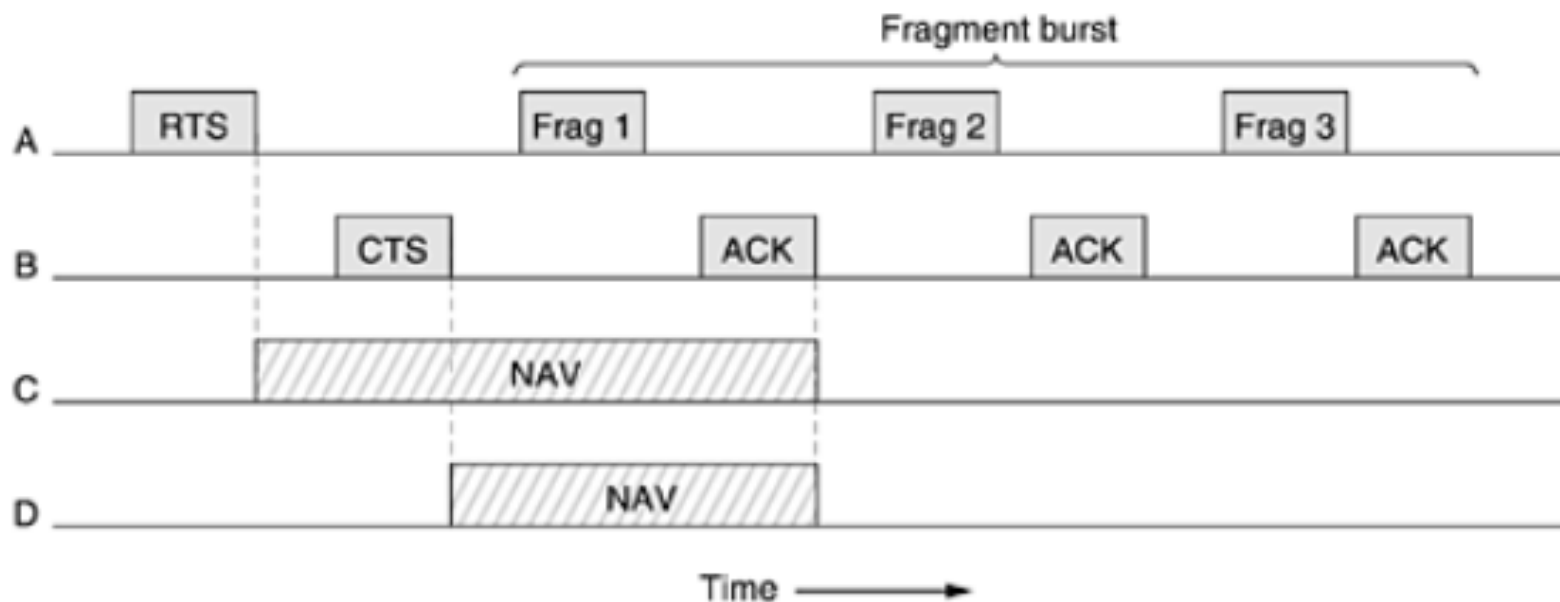 Fragment burst
A RTS Frag 1 Frag 2 Frag 3
B CTS ACK ACK ACK
C NAV
D NAV
Time